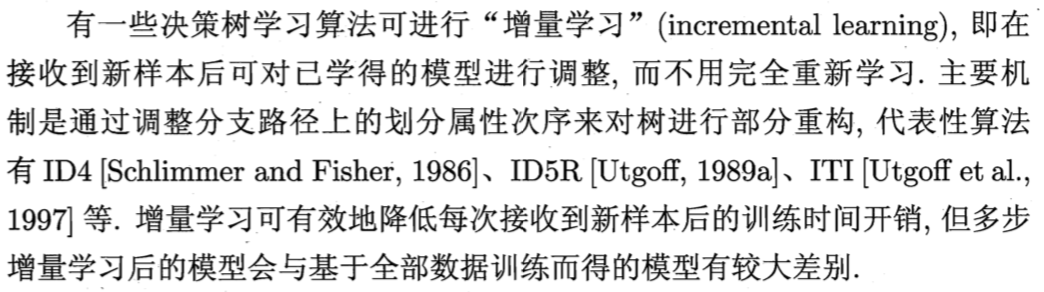 有一些决策树学习算法可进行“增量学习”(incremental learning), 即在
接收到新样本后可对已学得的模型进行调整, 而不用完全重新学习. 主要机
制是通过调整分支路径上的划分属性次序来对树进行部分重构, 代表性算法
有 ID4 [Schlimmer and Fisher, 1986]、ID5R [Utgoff, 1989a]、ITI [Utgoff et al.,
1997] 等. 增量学习可有效地降低每次接收到新样本后的训练时间开销, 但多步
增量学习后的模型会与基于全部数据训练而得的模型有较大差别.